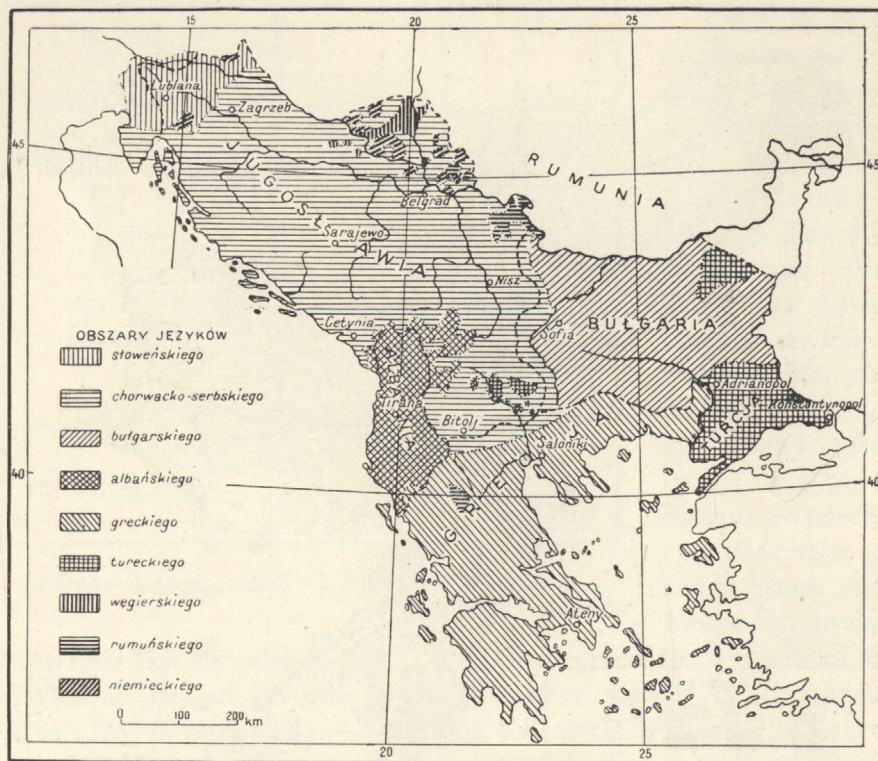 15
20
25
45
45
40
40
20
25
Lublana
Zagrzeb
JUGOSŁAWIA
Belgrad
Sarajewo
Nisz
RUMUNIA
Cetynia
Sofia
BUŁGARIA
ALBANIA
Tirana
Bitolj
Saloniki
Adrianopol
Konstantynopol
TURCJA
GRECJA
Ateny
OBSZARY JĘZYKÓW
słoweńskiego
chorwacko-serbskiego
bułgarskiego
albańskiego
greckiego
tureckiego
węgierskiego
rumuńskiego
niemieckiego
0 100 200 km